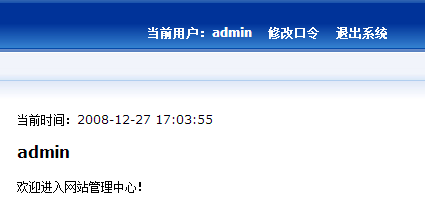 当前用户：admin 修改口令 退出系统
当前时间：2008-12-27 17:03:55
admin
欢迎进入网站管理中心！